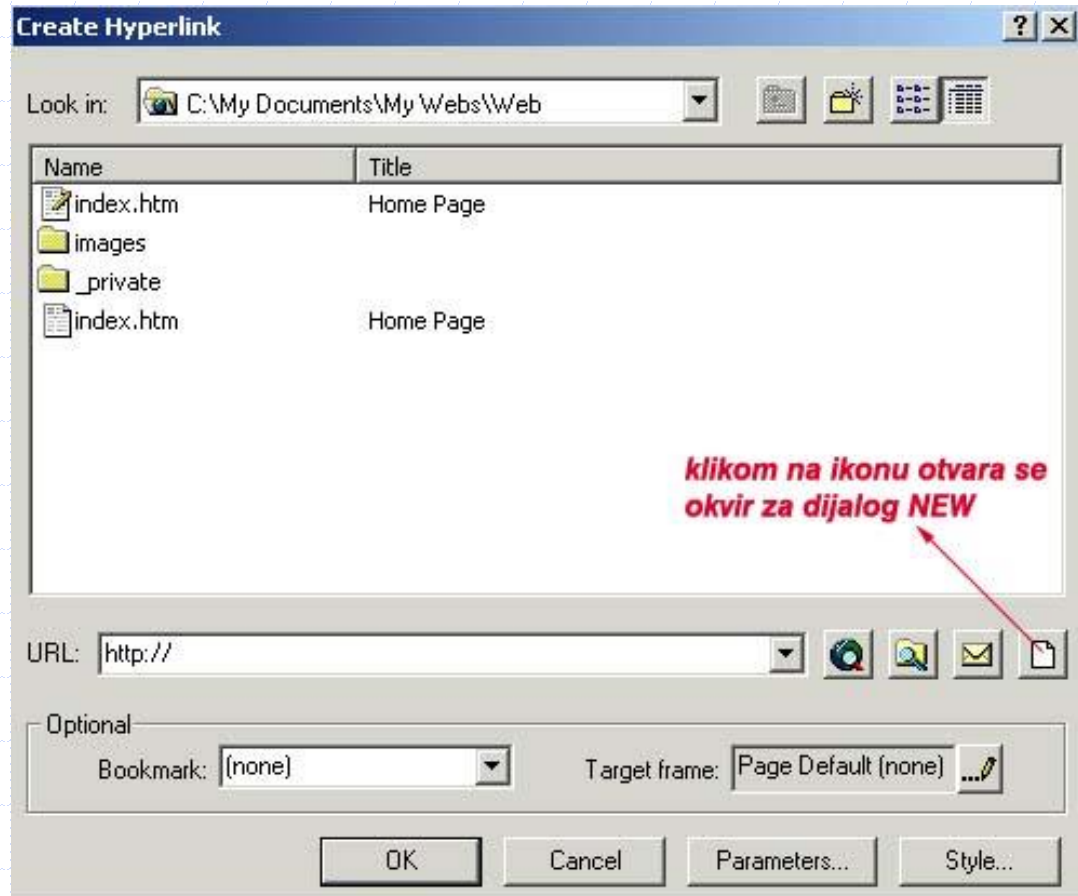 Create Hyperlink
Look in: C:\My Documents\My Webs\Web
Name Title
index.htm Home Page
images
_private
index.htm Home Page
klikom na ikonu otvara se
okvir za dijalog NEW
URL: http://
Optional
Bookmark: (none) Target frame: Page Default (none) ...
OK Cancel Parameters... Style...